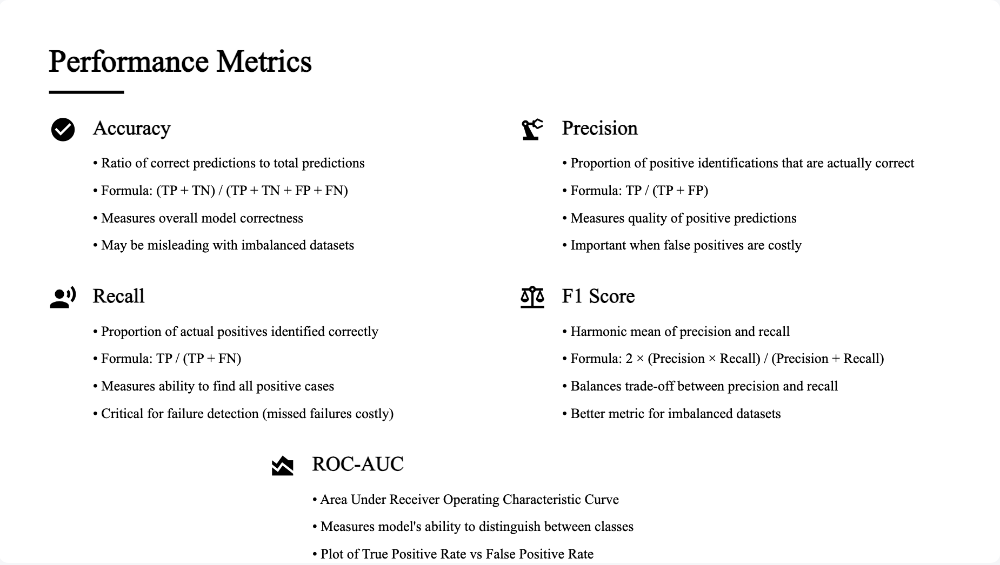 Performance Metrics
Accuracy
• Ratio of correct predictions to total predictions
• Formula: (TP + TN) / (TP + TN + FP + FN)
• Measures overall model correctness
• May be misleading with imbalanced datasets
Precision
• Proportion of positive identifications that are actually correct
• Formula: TP / (TP + FP)
• Measures quality of positive predictions
• Important when false positives are costly
Recall
• Proportion of actual positives identified correctly
• Formula: TP / (TP + FN)
• Measures ability to find all positive cases
• Critical for failure detection (missed failures costly)
F1 Score
• Harmonic mean of precision and recall
• Formula: 2 × (Precision × Recall) / (Precision + Recall)
• Balances trade-off between precision and recall
• Better metric for imbalanced datasets
ROC-AUC
• Area Under Receiver Operating Characteristic Curve
• Measures model's ability to distinguish between classes
• Plot of True Positive Rate vs False Positive Rate